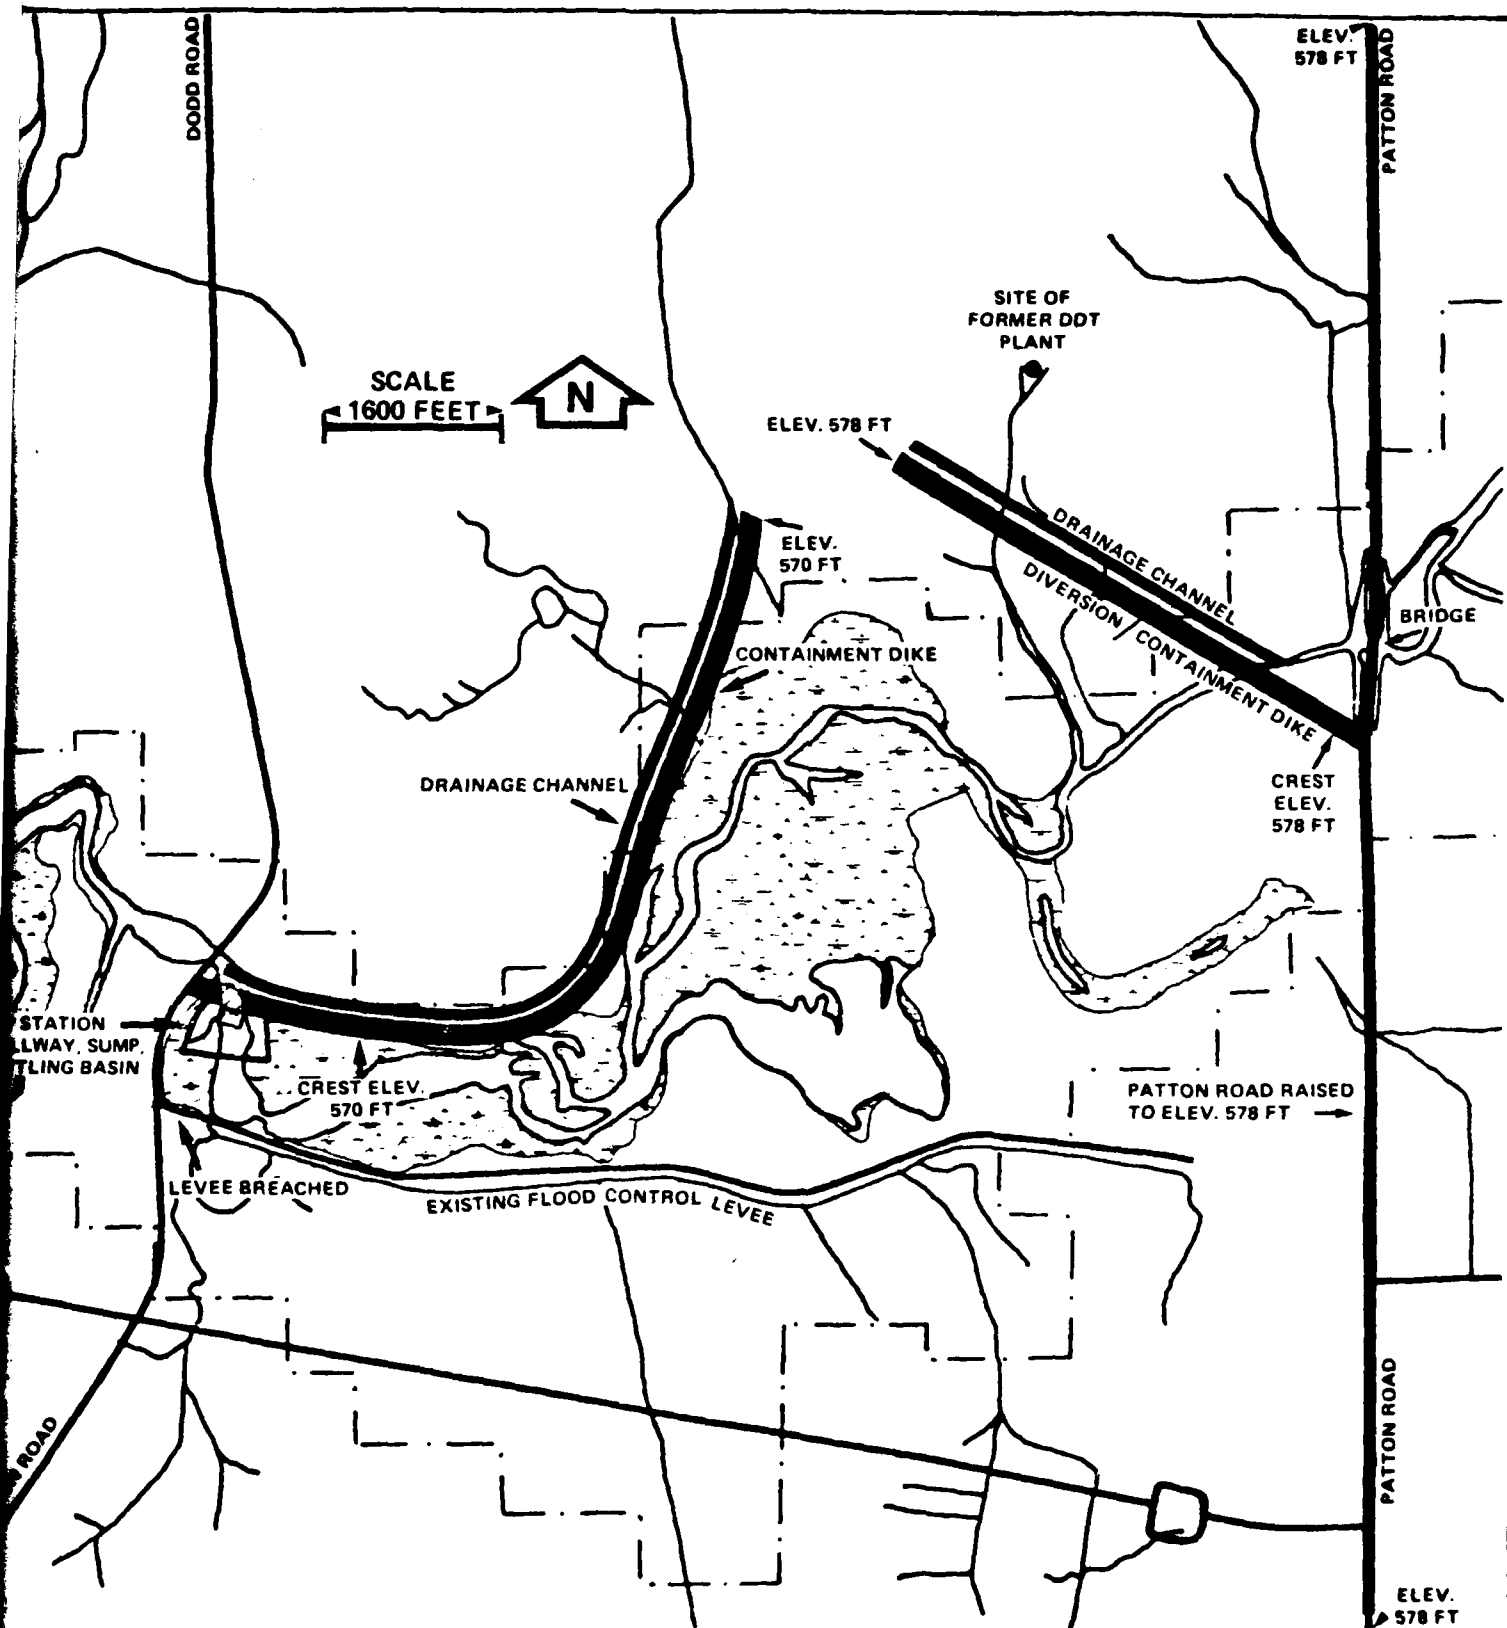 DODD ROAD
ELEV.
578 FT
PATTON ROAD
SITE OF
FORMER DDT
PLANT
SCALE
1600 FEET
N
ELEV. 578 FT
ELEV.
570 FT
DRAINAGE CHANNEL
DIVERSION / CONTAINMENT DIKE
BRIDGE
CONTAINMENT DIKE
DRAINAGE CHANNEL
CREST
ELEV.
578 FT
STATION
LLWAY, SUMP,
TLING BASIN
CREST ELEV.
570 FT
PATTON ROAD RAISED
TO ELEV. 578 FT
LEVEE BREACHED
EXISTING FLOOD CONTROL LEVEE
N ROAD
PATTON ROAD
ELEV.
578 FT